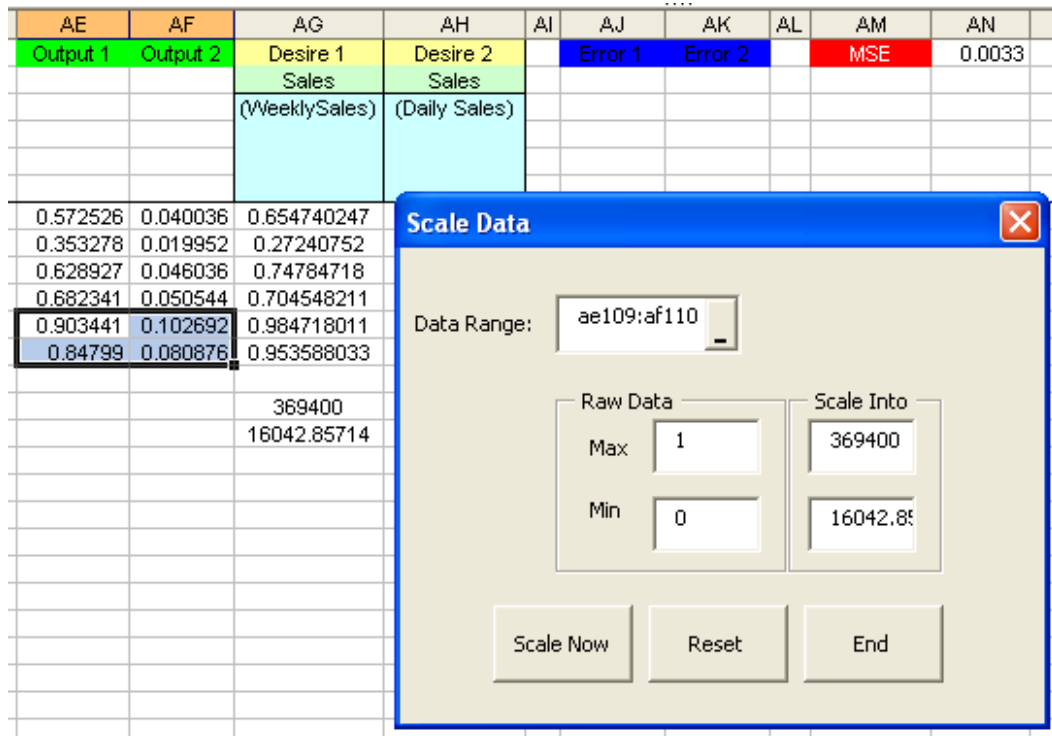 AE AF AG AH AI AJ AK AL AM AN
Output 1 Output 2 Desire 1 Desire 2 Error 1 Error 2 MSE 0.0033
Sales Sales
(WeeklySales) (Daily Sales)
0.572526 0.040036 0.654740247
0.353278 0.019952 0.27240752
0.628927 0.046036 0.74784718
0.682341 0.050544 0.704548211
0.903441 0.102692 0.984718011
0.84799 0.080876 0.953588033
369400
16042.85714
Scale Data
Data Range: ae109:af110
Raw Data Scale Into
Max 1 369400
Min 0 16042.85
Scale Now Reset End